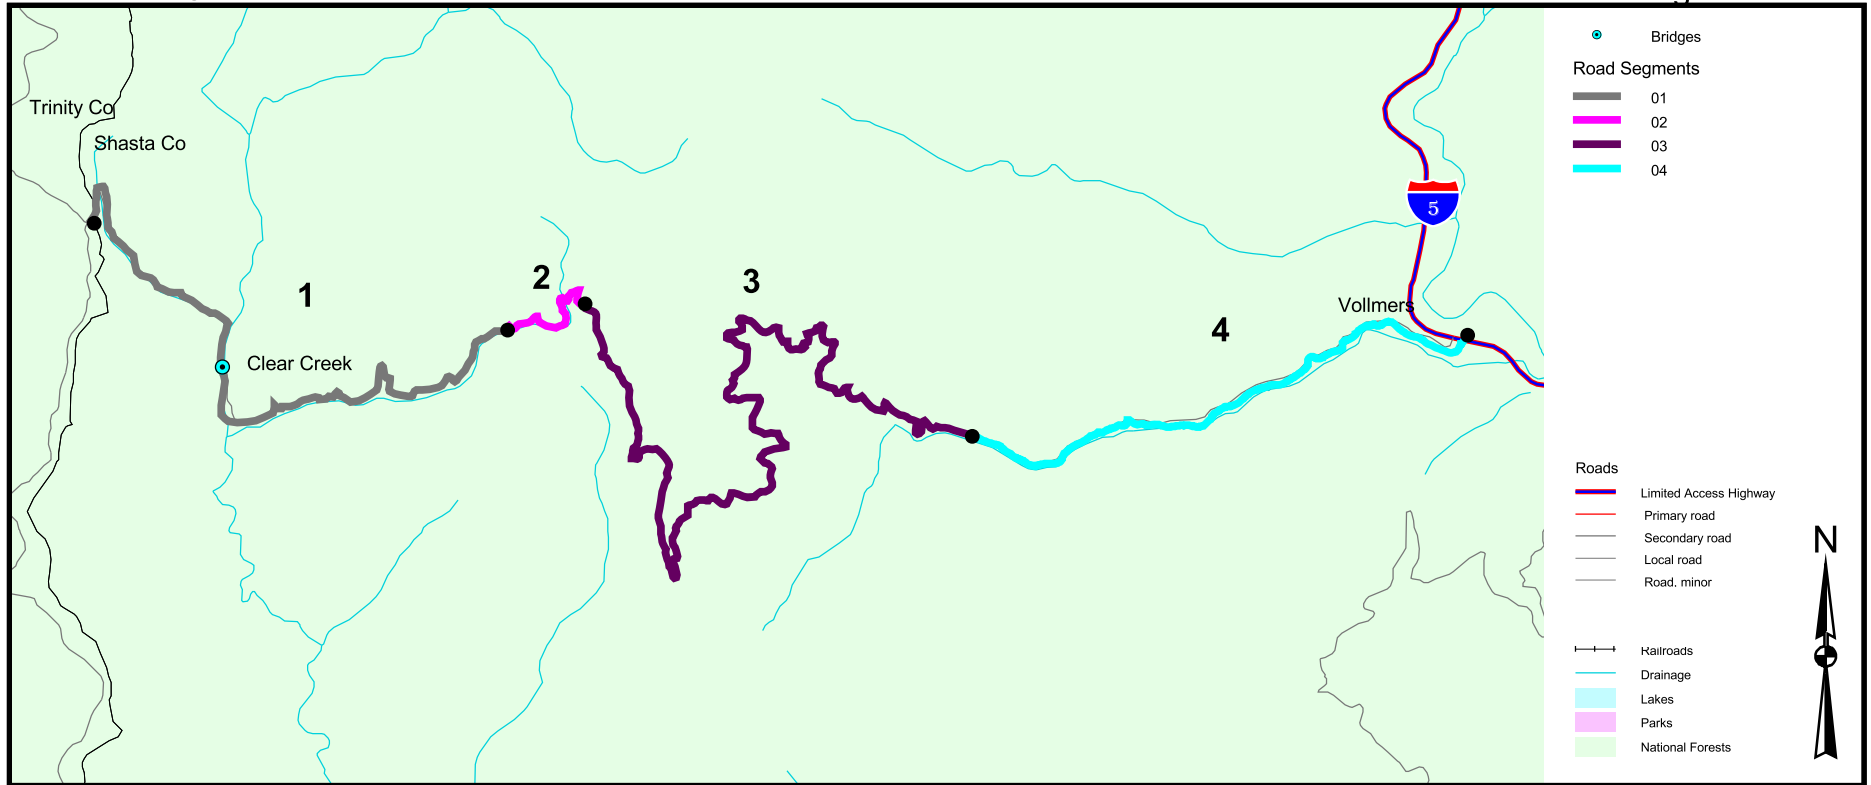 Bridges
Road Segments
01
02
03
04
Trinity Co
Shasta Co
5
1
2
3
4
Vollmers
Clear Creek
Roads
Limited Access Highway
Primary road
Secondary road
Local road
Road, minor
Railroads
Drainage
Lakes
Parks
National Forests
N